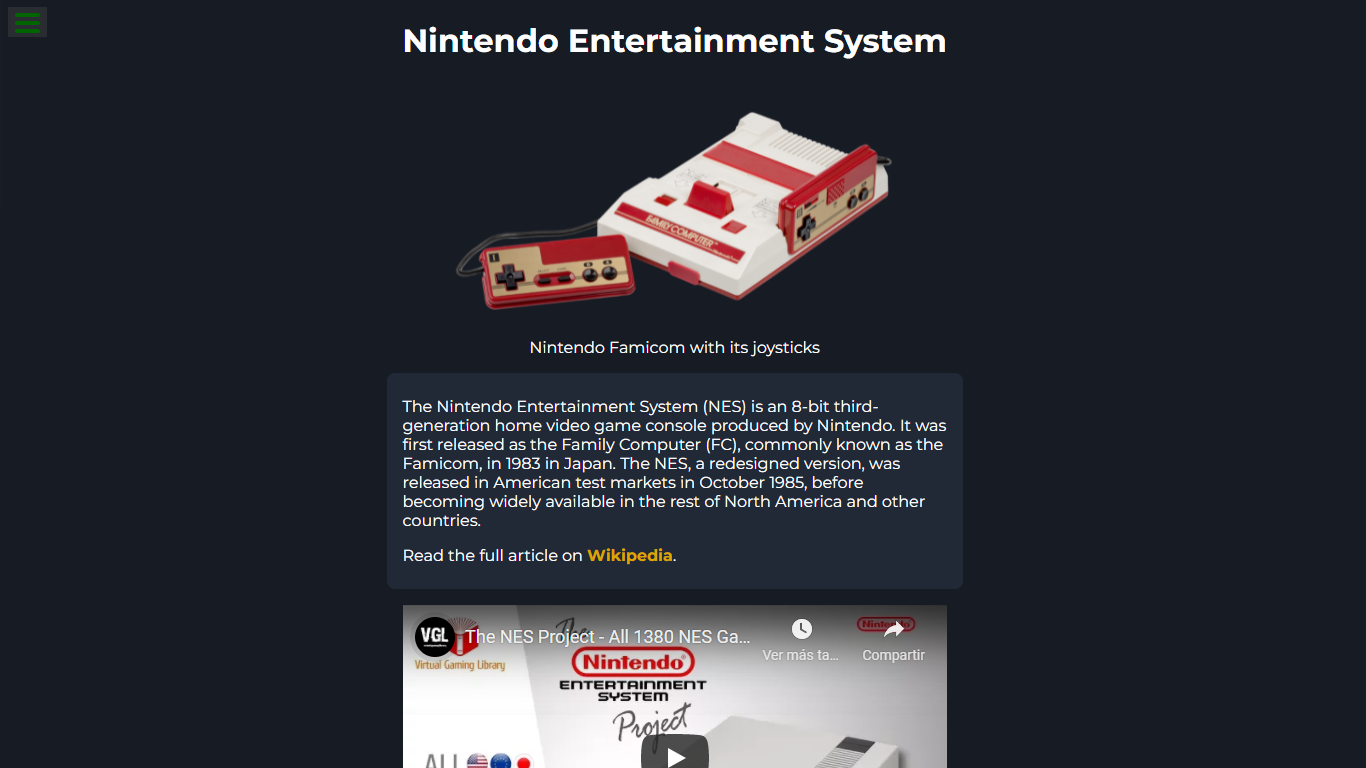 Nintendo Entertainment System
FAMILY COMPUTER
I
Nintendo Famicom with its joysticks
The Nintendo Entertainment System (NES) is an 8-bit third-
generation home video game console produced by Nintendo. It was
first released as the Family Computer (FC), commonly known as the
Famicom, in 1983 in Japan. The NES, a redesigned version, was
released in American test markets in October 1985, before
becoming widely available in the rest of North America and other
countries.
Read the full article on Wikipedia.
VGL
The NES Project - All 1380 NES Ga...
Ver más ta...
Compartir
Nintendo
Virtual Gaming Library
The
Nintendo
ENTERTAINMENT
SYSTEM
Project
ALL